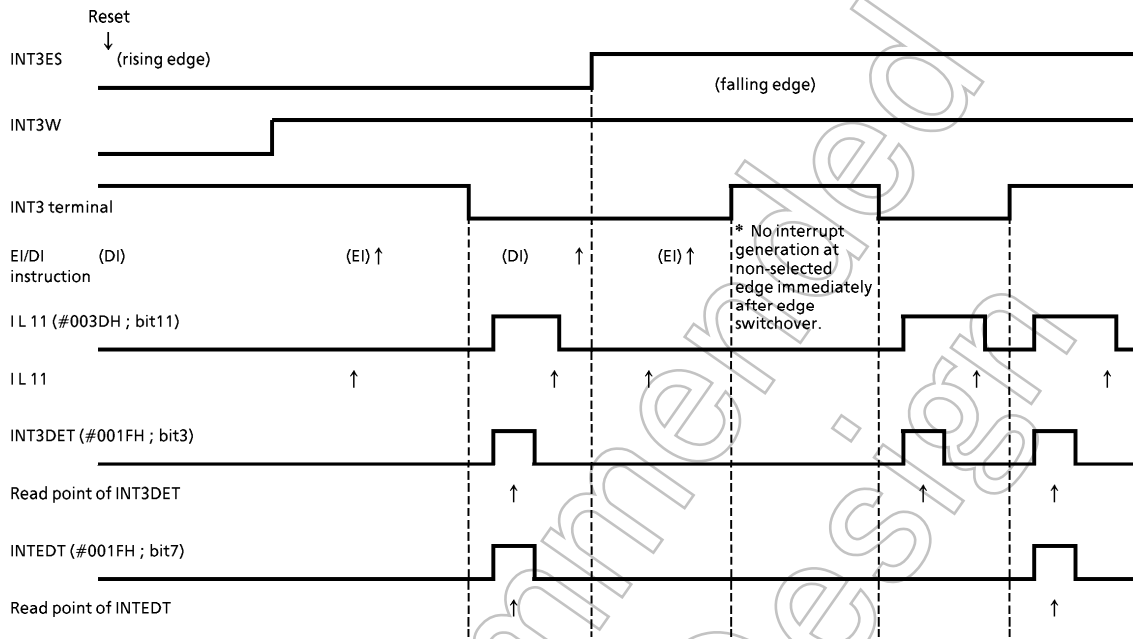 Reset
INT3ES
(rising edge)
(falling edge)
INT3W
INT3 terminal
* No interrupt
generation at
non-selected
edge immediately
after edge
switchover.
EI/DI (DI) (EI) ↑ (DI) ↑ (EI) ↑
instruction
I L 11 (#003DH ; bit11)
I L 11
INT3DET (#001FH ; bit3)
Read point of INT3DET
INTEDT (#001FH ; bit7)
Read point of INTEDT